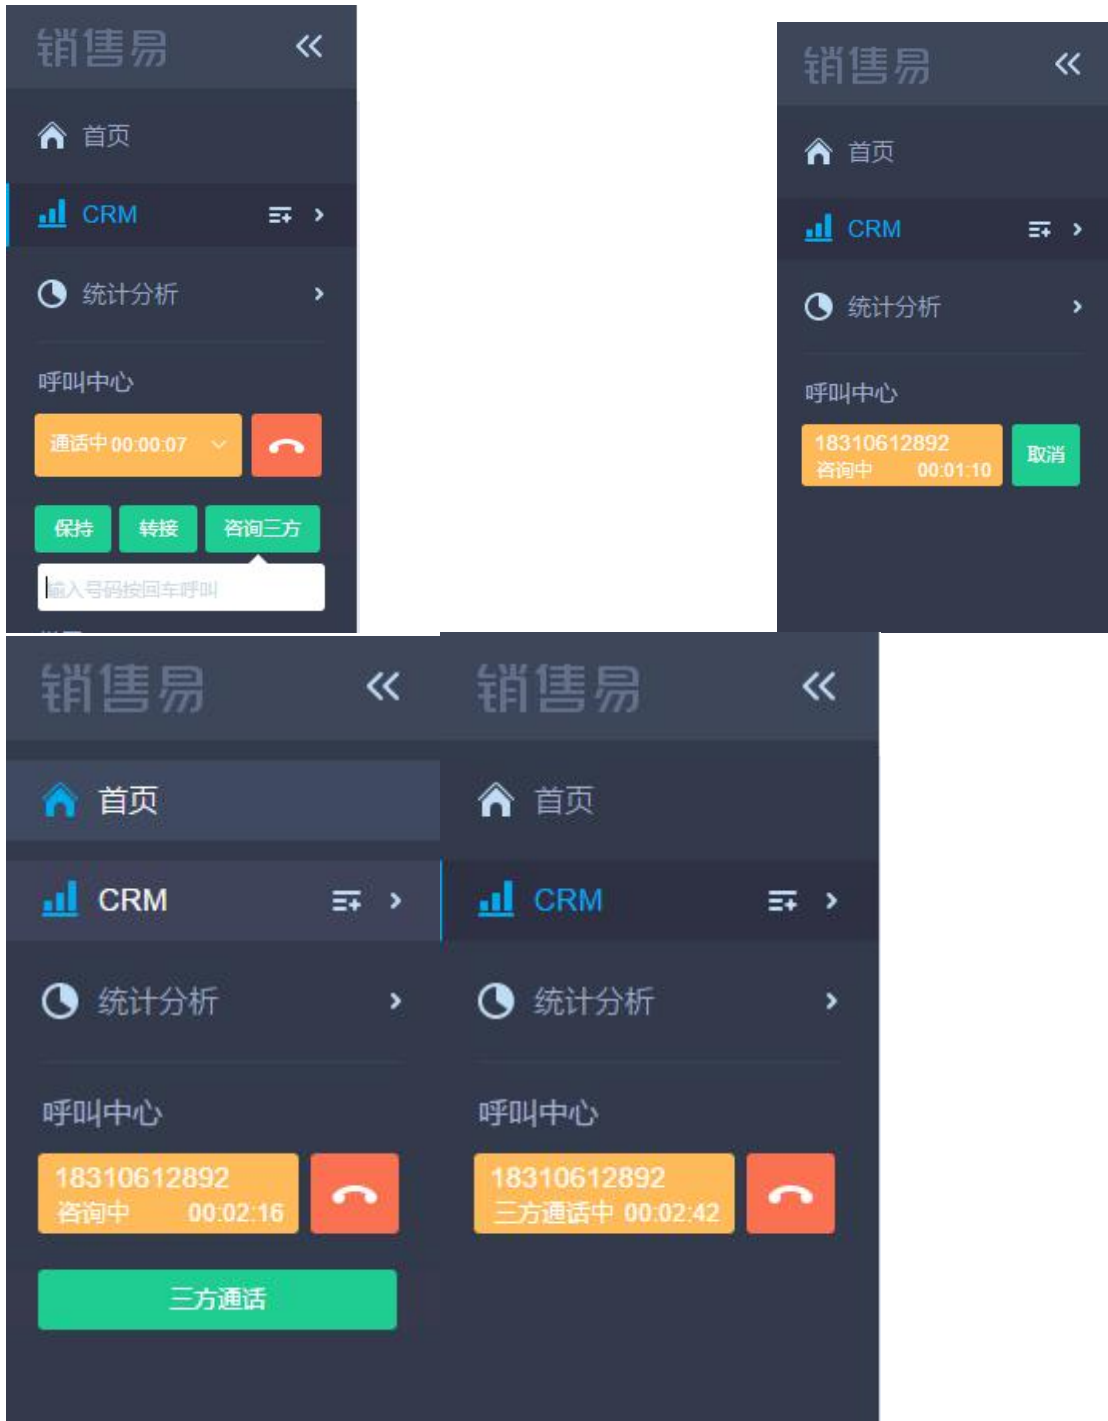 销售易
首页
CRM
统计分析
呼叫中心
通话中 00:00:07
保持 转接 咨询三方
输入号码按回车呼叫
销售易
首页
CRM
统计分析
呼叫中心
18310612892
咨询中 00:01:10
取消
销售易
首页
CRM
统计分析
呼叫中心
18310612892
咨询中 00:02:16
三方通话
销售易
首页
CRM
统计分析
呼叫中心
18310612892
三方通话中 00:02:42